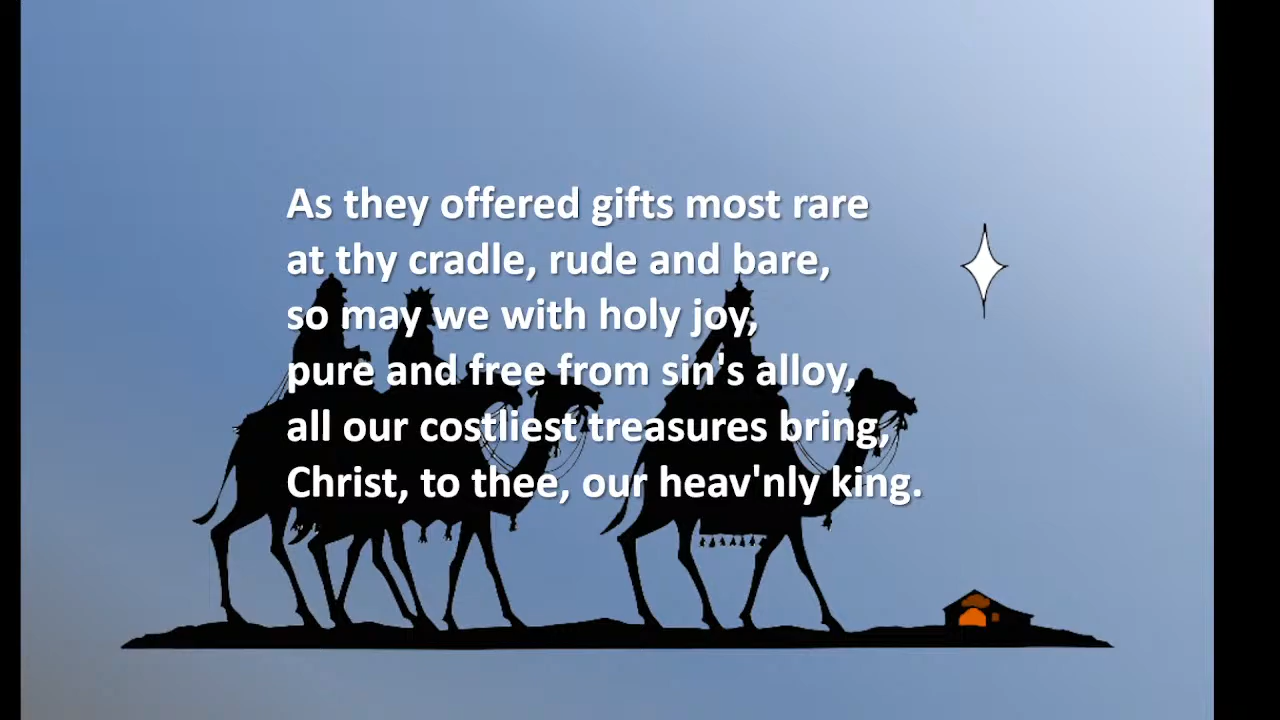 As they offered gifts most rare
at thy cradle, rude and bare,
so may we with holy joy,
pure and free from sin's alloy,
all our costliest treasures bring,
Christ, to thee, our heav'nly king.